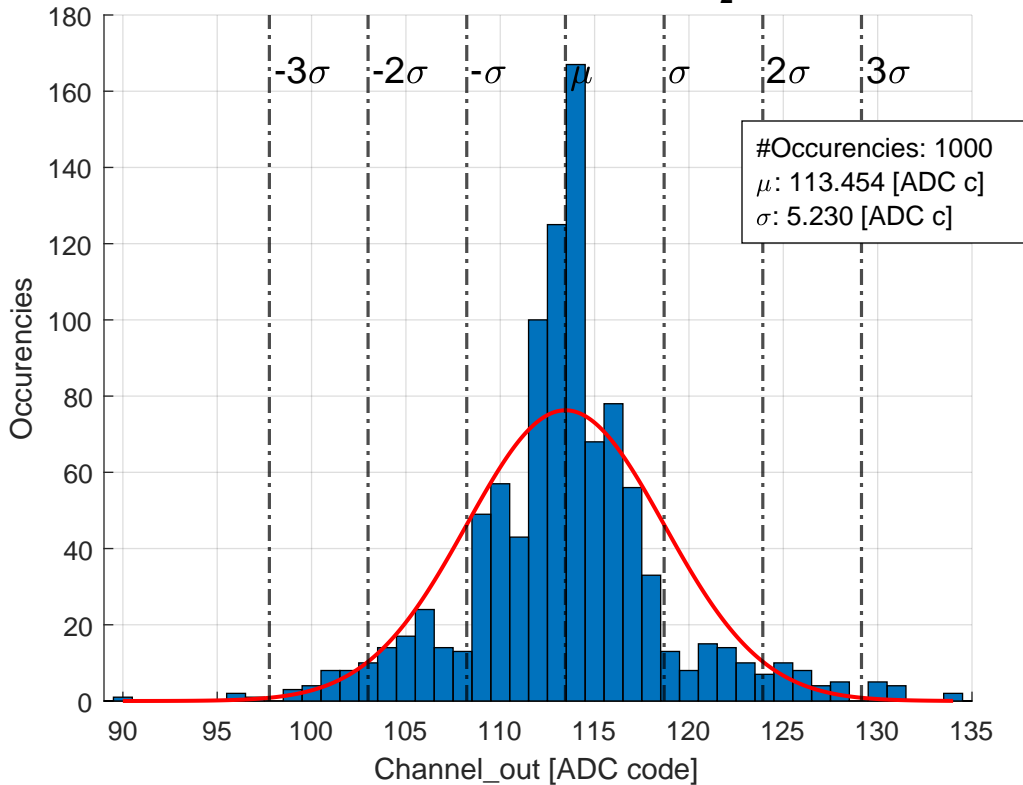 2
180
160
140
120
100
80
60
40
20
0
-3σ -2σ -σ μ σ 2σ 3σ
#Occurencies: 1000
μ: 113.454 [ADC c]
σ: 5.230 [ADC c]
Occurencies
90 95 100 105 110 115 120 125 130 135
Channel_out [ADC code]